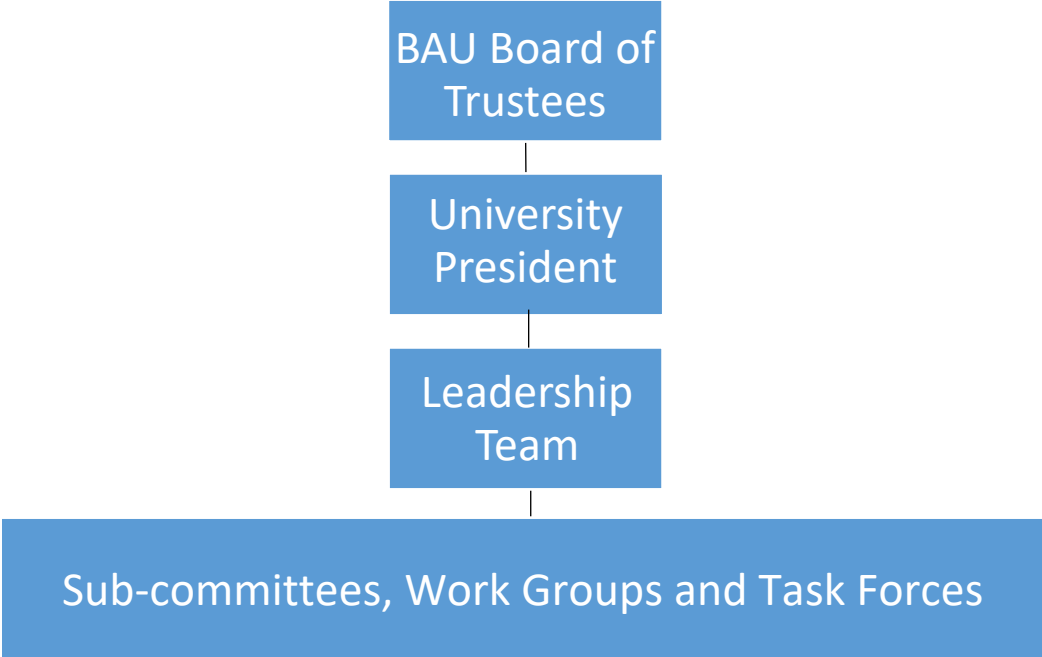 BAU Board of
Trustees
University
President
Leadership
Team
Sub-committees, Work Groups and Task Forces